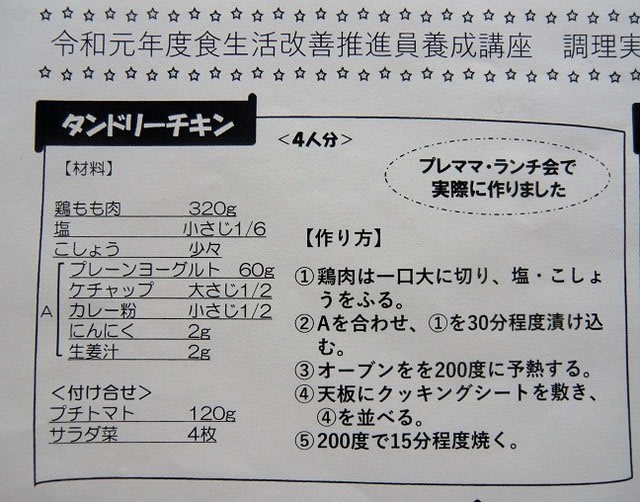 ☆☆☆☆☆☆☆☆☆☆☆☆☆☆☆☆☆☆☆☆☆☆☆☆☆☆☆
令和元年度食生活改善推進員養成講座 調理実
☆☆☆☆☆☆☆☆☆☆☆☆☆☆☆☆☆☆☆☆☆☆☆☆☆☆☆
タンドリーチキン
<4人分>
プレママ・ランチ会で
実際に作りました
【材料】
鶏もも肉 320g
塩 小さじ1/6
こしょう 少々
A
プレーンヨーグルト 60g
ケチャップ 大さじ1/2
カレー粉 小さじ1/2
にんにく 2g
生姜汁 2g
<付け合せ>
プチトマト 120g
サラダ菜 4枚
【作り方】
①鶏肉は一口大に切り、塩・こしょ
うをふる。
②Aを合わせ、①を30分程度漬け込
む。
③オーブンをを200度に予熱する。
④天板にクッキングシートを敷き、
④を並べる。
⑤200度で15分程度焼く。